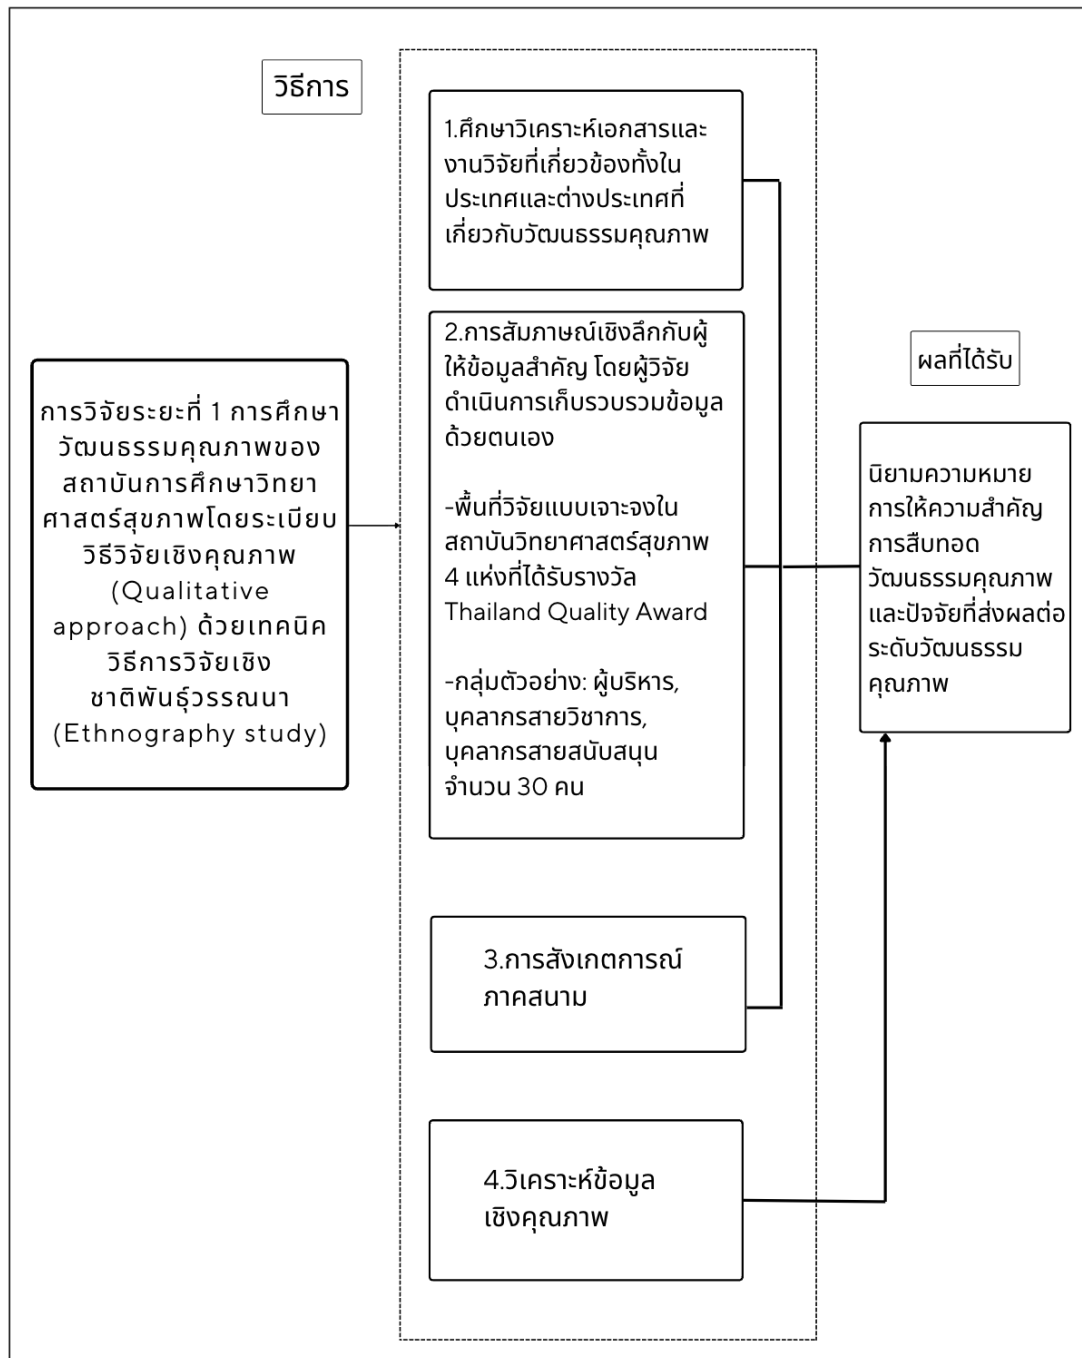 วิธีการ
1.ศึกษาวิเคราะห์เอกสารและ
งานวิจัยที่เกี่ยวข้องทั้งใน
ประเทศและต่างประเทศที่
เกี่ยวกับวัฒนธรรมคุณภาพ
2.การสัมภาษณ์เชิงลึกกับผู้
ให้ข้อมูลสำคัญ โดยผู้วิจัย
ดำเนินการเก็บรวบรวมข้อมูล
ด้วยตนเอง
-พื้นที่วิจัยแบบเจาะจงใน
สถาบันวิทยาศาสตร์สุขภาพ
4 แห่งที่ได้รับรางวัล
Thailand Quality Award
-กลุ่มตัวอย่าง: ผู้บริหาร,
บุคลากรสายวิชาการ,
บุคลากรสายสนับสนุน
จำนวน 30 คน
3.การสังเกตการณ์
ภาคสนาม
4.วิเคราะห์ข้อมูล
เชิงคุณภาพ
การวิจัยระยะที่ 1 การศึกษา
วัฒนธรรมคุณภาพของ
สถาบันการศึกษาวิทยา
ศาสตร์สุขภาพโดยระเบียบ
วิธีวิจัยเชิงคุณภาพ
(Qualitative
approach) ด้วยเทคนิค
วิธีการวิจัยเชิง
ชาติพันธุ์วรรณนา
(Ethnography study)
ผลที่ได้รับ
นิยามความหมาย
การให้ความสำคัญ
การสืบทอด
วัฒนธรรมคุณภาพ
และปัจจัยที่ส่งผลต่อ
ระดับวัฒนธรรม
คุณภาพ